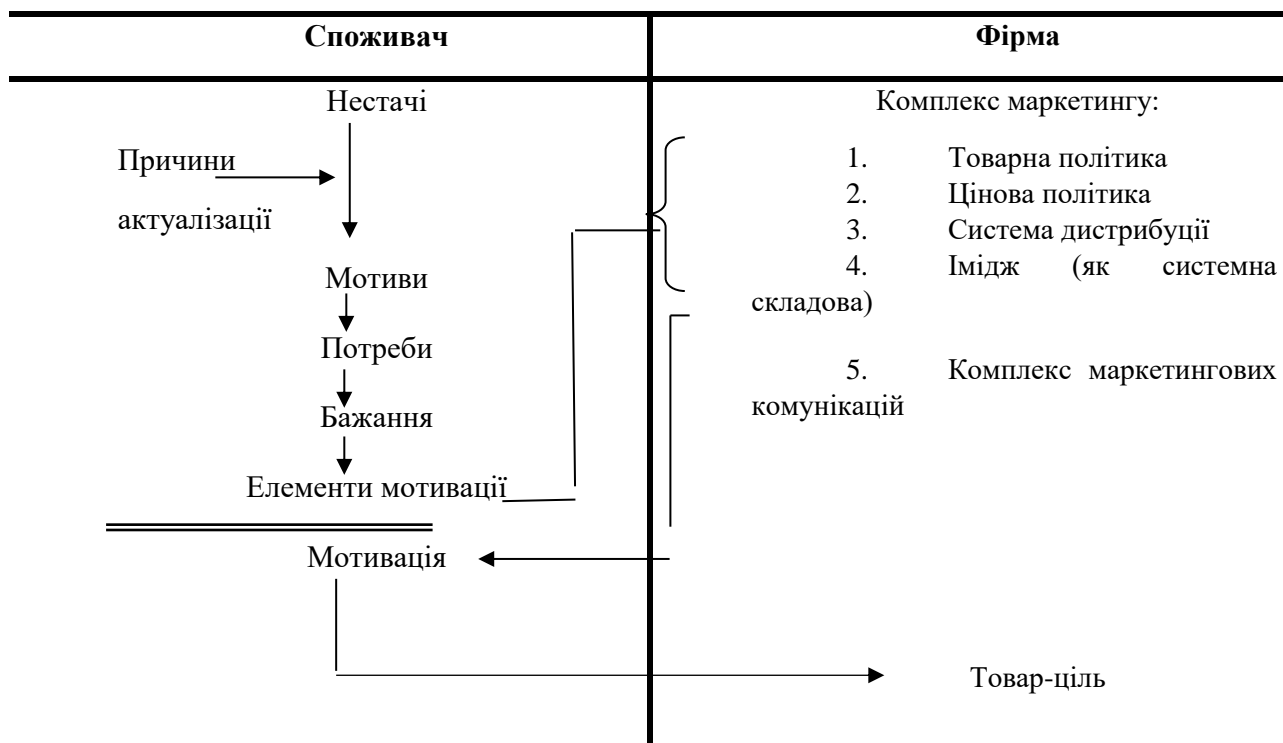 Споживач
Фірма
Нестачі
Причини
актуалізації
Мотиви
Потреби
Бажання
Елементи мотивації
Мотивація
Комплекс маркетингу:
1. Товарна політика
2. Цінова політика
3. Система дистрибуції
4. Імідж (як системна
складова)
5. Комплекс маркетингових
комунікацій
Товар-ціль